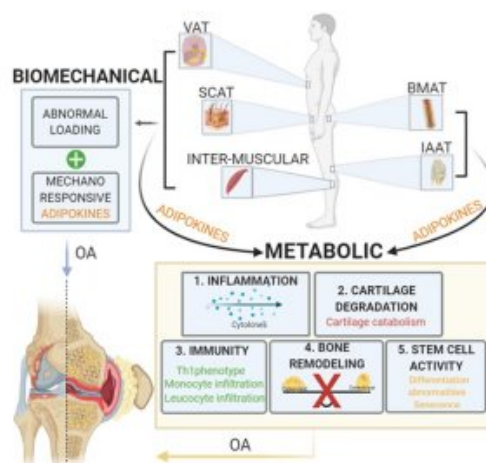 VAT
BIOMECHANICAL
SCAT
BMAT
ABNORMAL
LOADING
IAAT
INTER-MUSCULAR
MECHANO
RESPONSIVE
ADIPOKINES
ADIPOKINES
ADIPOKINES
OA
METABOLIC
1. INFLAMMATION
Cytokines
2. CARTILAGE
DEGRADATION
Cartilage catabolism
3. IMMUNITY
Th1phenotype
Monocyte infiltration
Leucocyte infiltration
4. BONE
REMODELING
5. STEM CELL
ACTIVITY
Differentiation
abnormalities
Senescence
OA